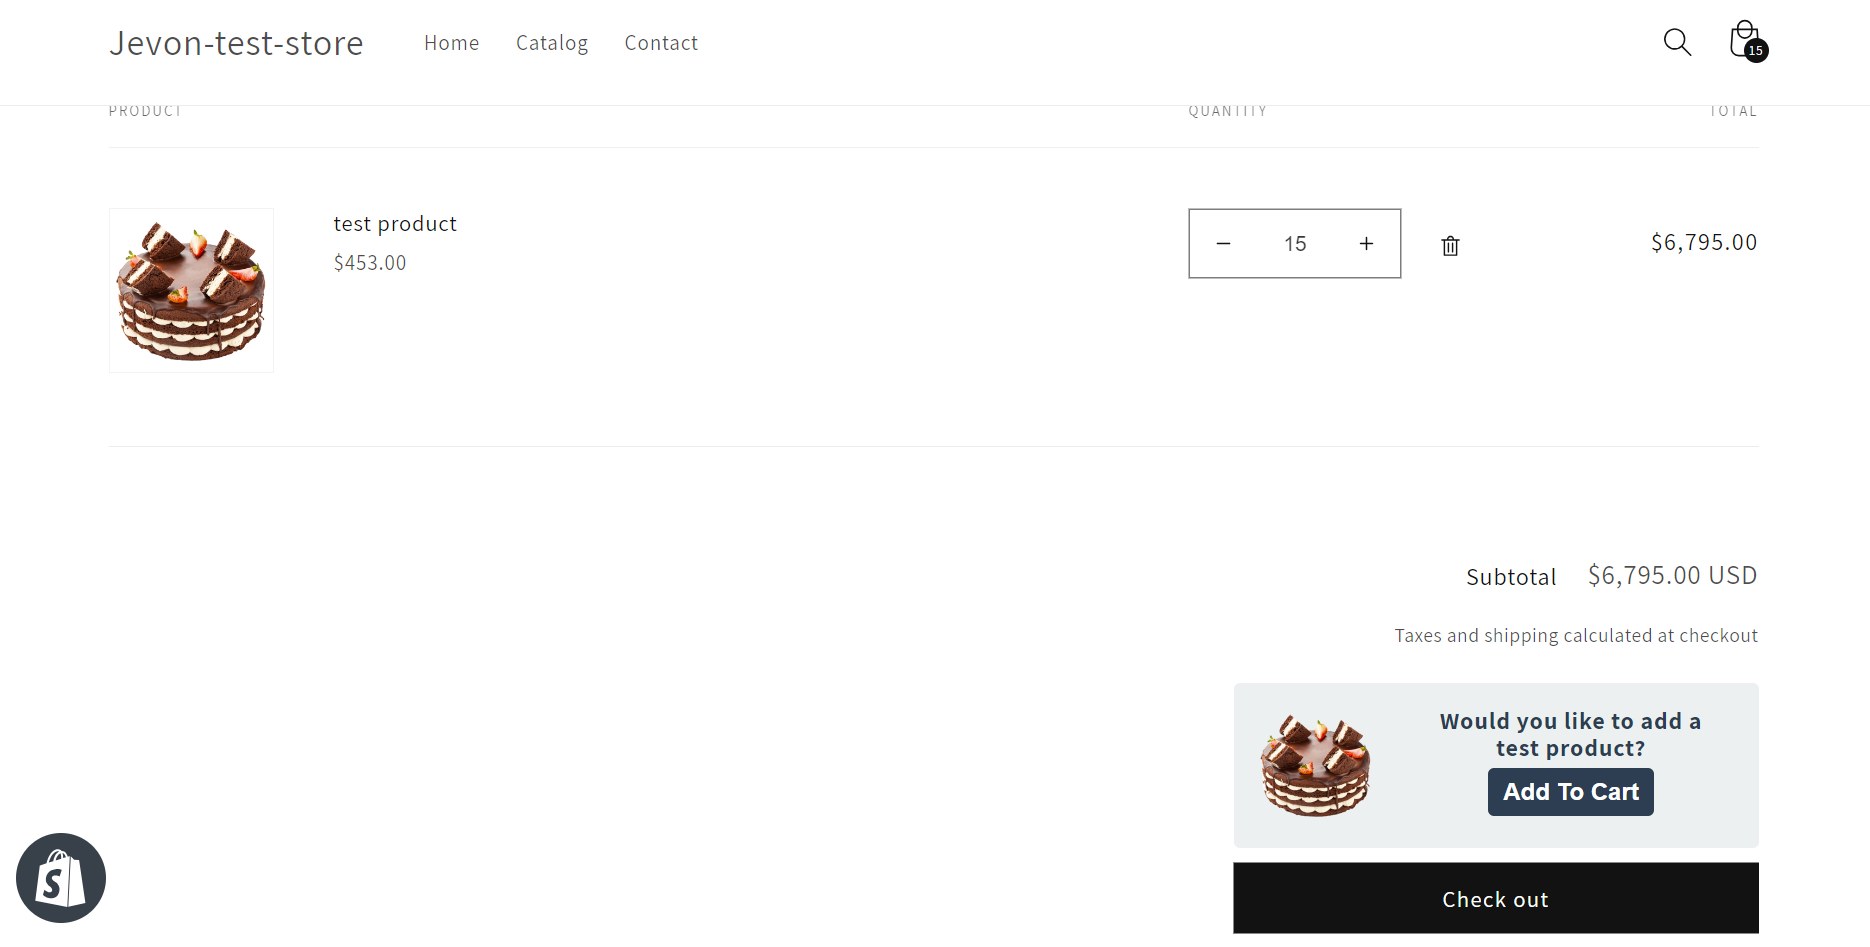 Jevon-test-store Home Catalog Contact
15
PRODUCT QUANTITY TOTAL
test product
$453.00
15
$6,795.00
Subtotal $6,795.00 USD
Taxes and shipping calculated at checkout
Would you like to add a
test product?
Add To Cart
S
Check out